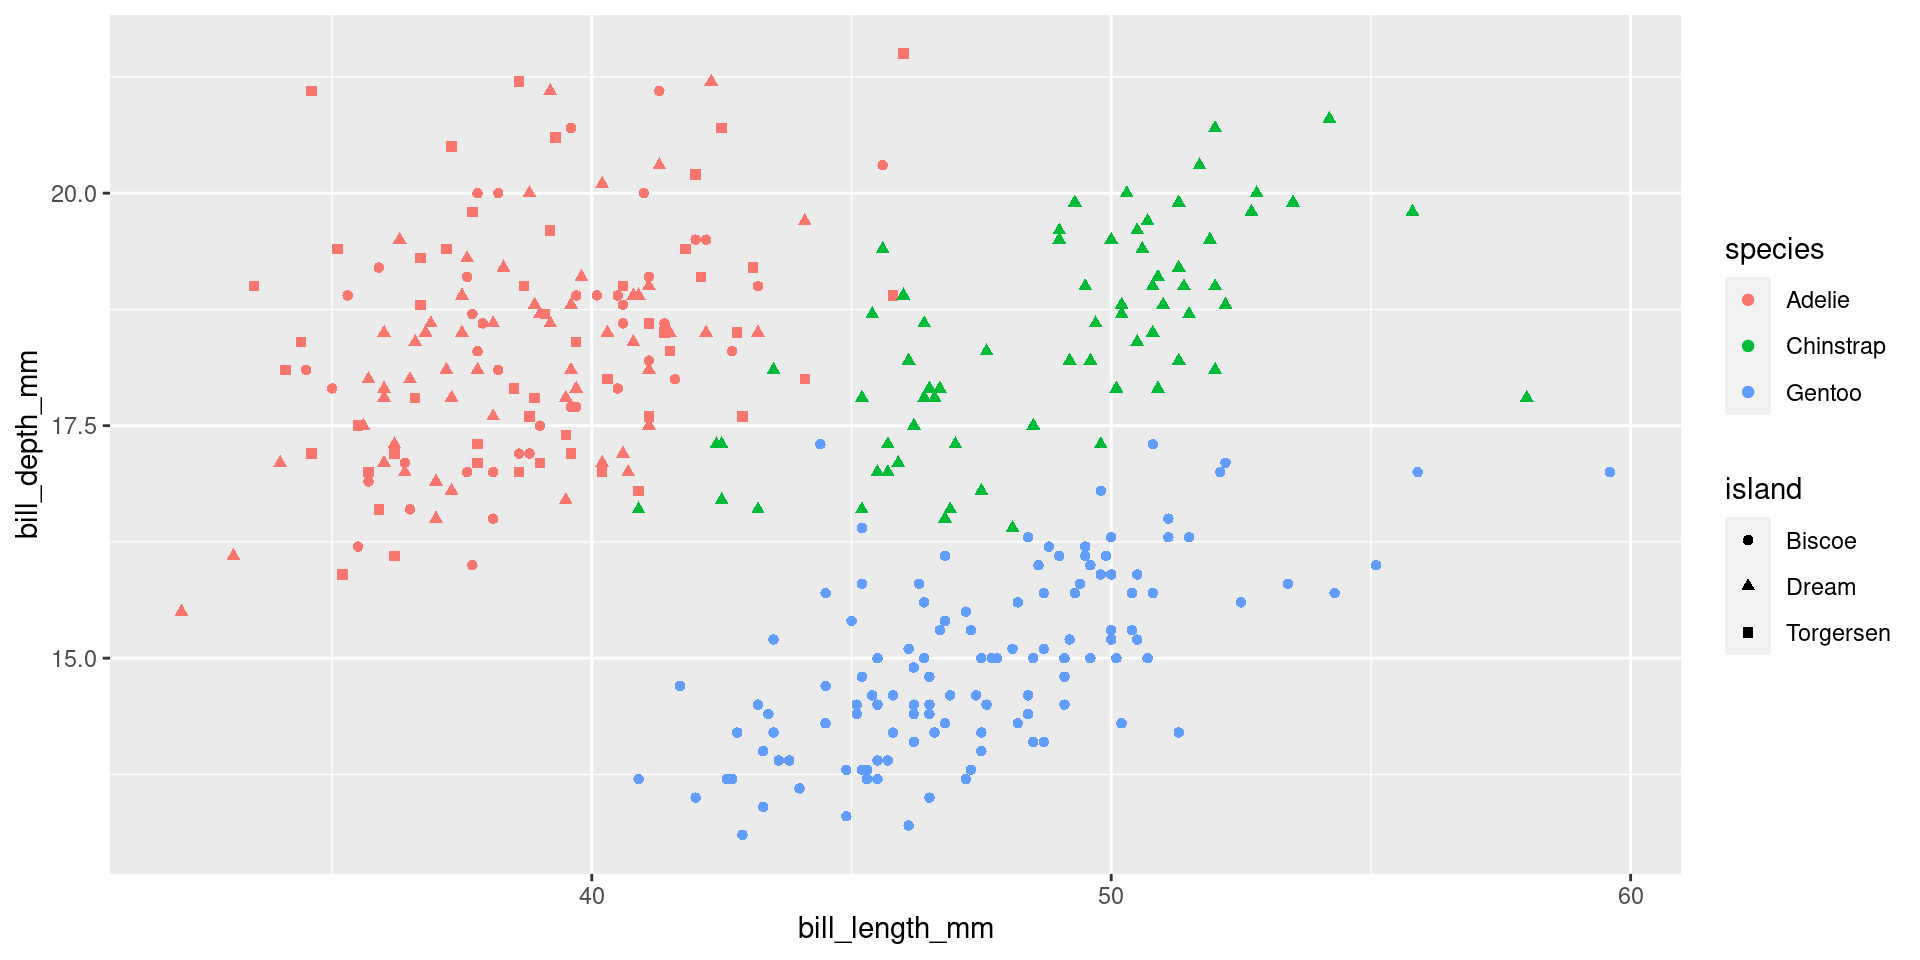 20.0
17.5
15.0
bill_depth_mm
40
50
60
bill_length_mm
species
Adelie
Chinstrap
Gentoo
island
Biscoe
Dream
Torgersen